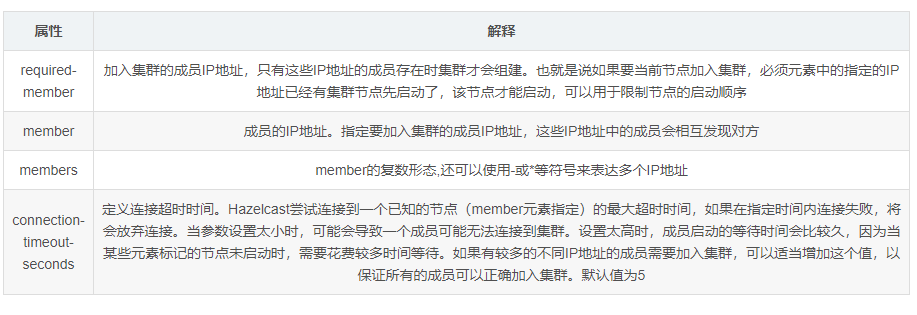 属性 解释
required-member
加入集群的成员IP地址，只有这些IP地址的成员存在时集群才会组建。也就是说如果要当前节点加入集群，必须元素中的指定的IP
地址已经有集群节点先启动了，该节点才能启动，可以用于限制节点的启动顺序
member 成员的IP地址。指定要加入集群的成员IP地址，这些IP地址中的成员会相互发现对方
members member的复数形态,还可以使用-或*等符号来表达多个IP地址
connection-timeout-seconds
定义连接超时时间。Hazelcast尝试连接到一个已知的节点（member元素指定）的最大超时时间，如果在指定时间内连接失败，将
会放弃连接。当参数设置太小时，可能会导致一个成员可能无法连接到集群。设置太高时，成员启动的等待时间会比较久，因为当
某些元素标记的节点未启动时，需要花费较多时间等待。如果有较多的不同IP地址的成员需要加入集群，可以适当增加这个值，以
保证所有的成员可以正确加入集群。默认值为5